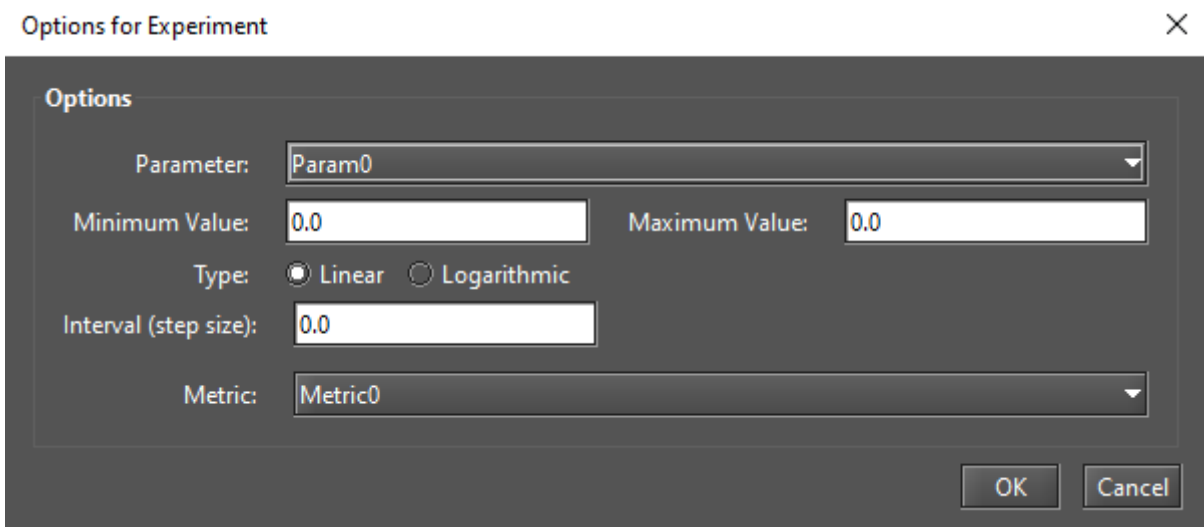 Options for Experiment
Options
Parameter: Param0
Minimum Value: 0.0 Maximum Value: 0.0
Type: Linear Logarithmic
Interval (step size): 0.0
Metric: Metric0
OK Cancel